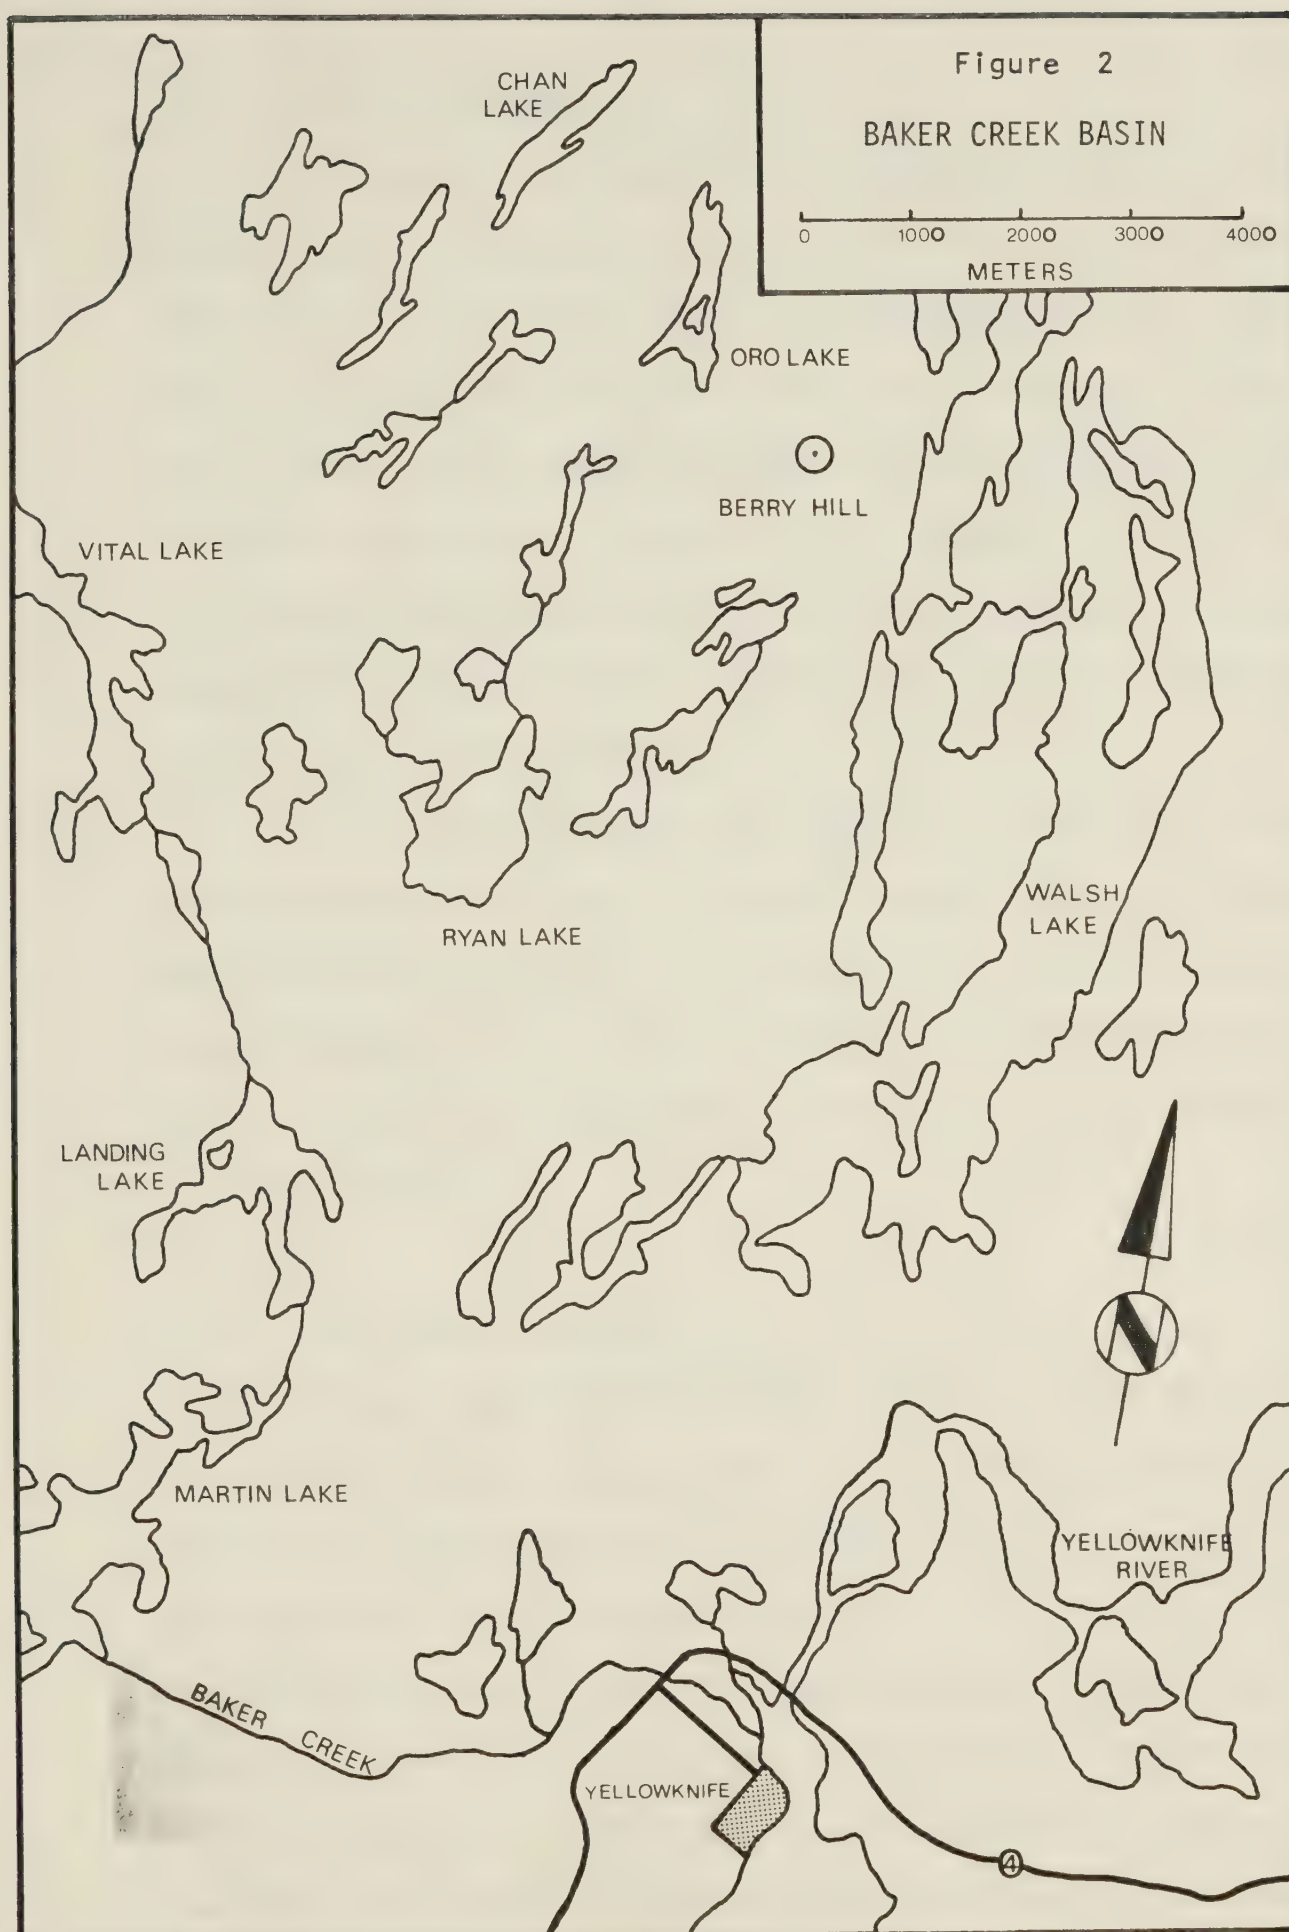 Figure 2
BAKER CREEK BASIN
0 1000 2000 3000 4000
METERS
CHAN
LAKE
ORO LAKE
BERRY HILL
VITAL LAKE
RYAN LAKE
WALSH
LAKE
LANDING
LAKE
N
MARTIN LAKE
YELLOWKNIFE
RIVER
BAKER CREEK
YELLOWKNIFE
4